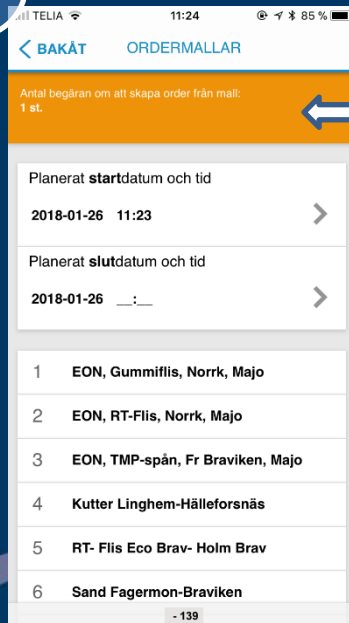 TELIA 11:24 85 %
BAKÅT ORDERMALLAR
Antal begäran om att skapa order från mall:
1 st.
Planerat startdatum och tid
2018-01-26 11:23
Planerat slutdatum och tid
2018-01-26 __:__
1 EON, Gummiflis, Norrk, Majo
2 EON, RT-Flis, Norrk, Majo
3 EON, TMP-spån, Fr Braviken, Majo
4 Kutter Linghem-Hälleforsnäs
5 RT- Flis Eco Brav- Holm Brav
6 Sand Fagermon-Braviken
- 139